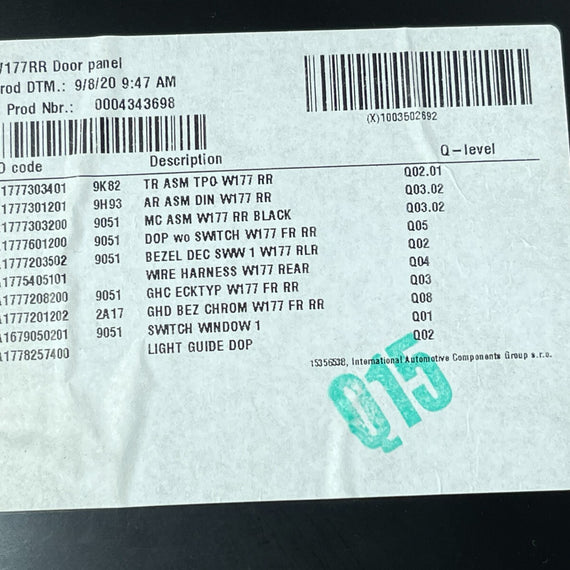 W177RR Door panel
rod DTM.: 9/8/20 9:47 AM
Prod Nbr.: 0004343698
(X)1003502692
D code Description Q-level
1777303401 9K82 TR ASM TPO W177 RR Q02.01
1777301201 9H93 AR ASM DIN W177 RR Q03.02
1777303200 9051 MC ASM W177 RR BLACK Q03.02
1777601200 9051 DOP wo SWITCH W177 FR RR Q05
1777203502 9051 BEZEL DEC SWW 1 W177 RLR Q02
1775405101 WIRE HARNESS W177 REAR Q04
1777208200 9051 GHC ECKTYP W177 FR RR Q03
1777201202 2A17 GHD BEZ CHROM W177 FR RR Q08
A1679050201 9051 SWITCH WINDOW 1 Q01
A1778257400 LIGHT GUIDE DOP Q02
15356538, International Automotive Components Group s.r.o.
Q15